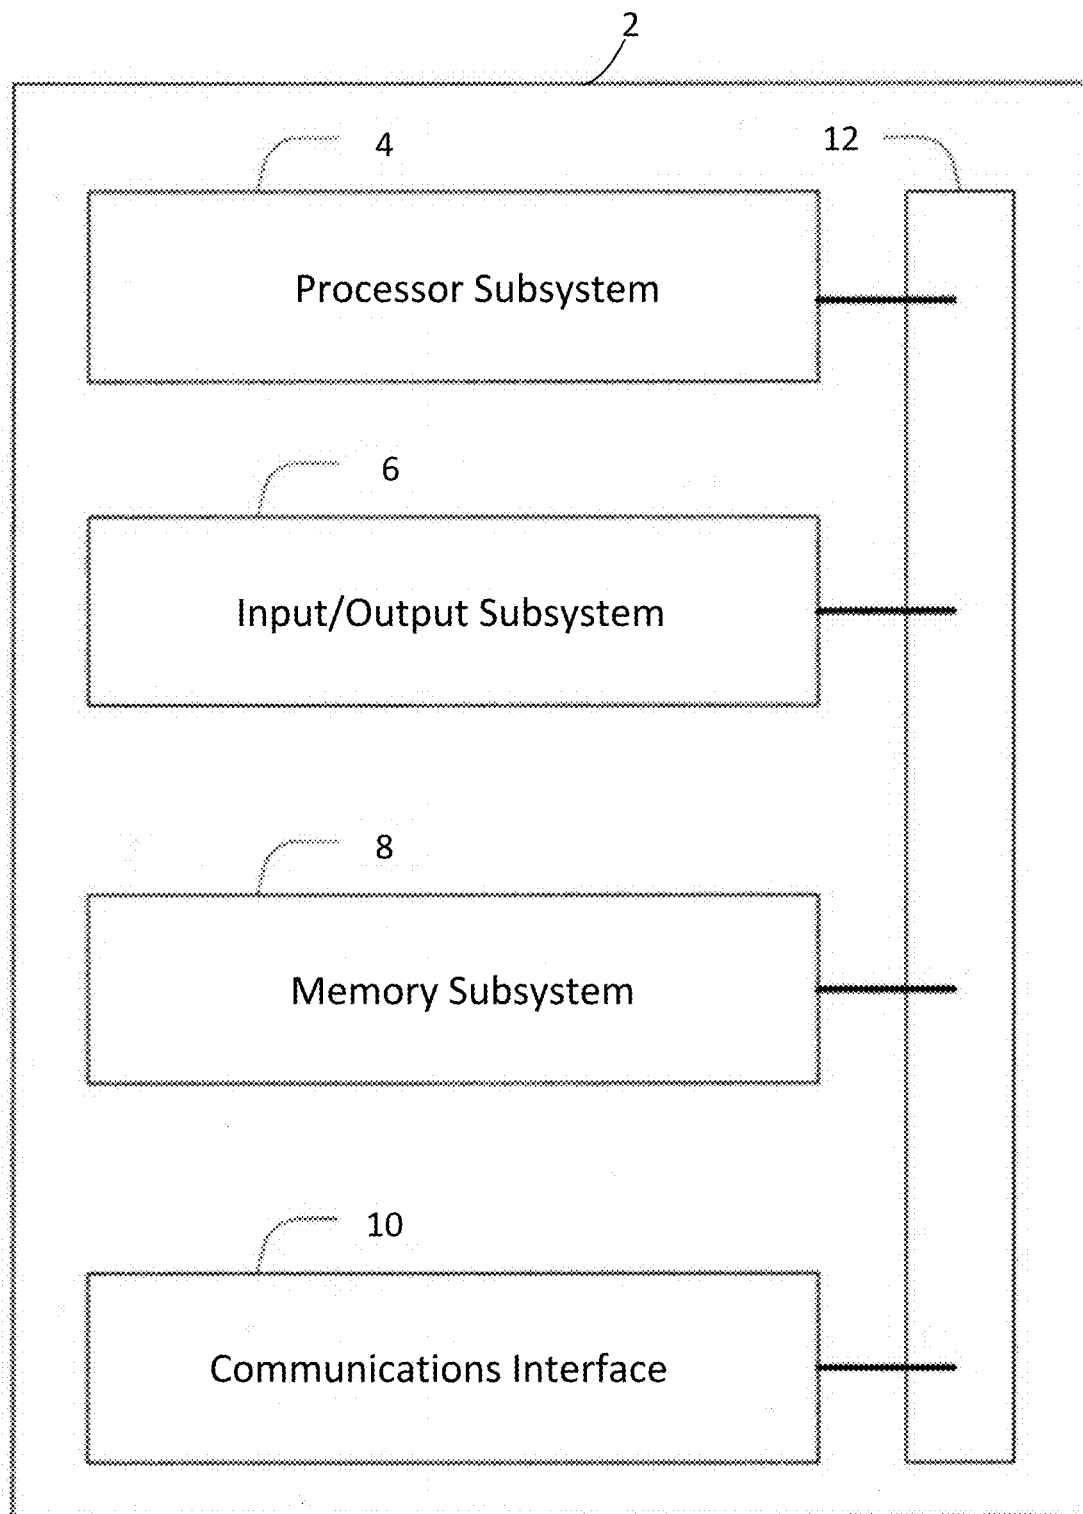 2
4
12
Processor Subsystem
6
Input/Output Subsystem
8
Memory Subsystem
10
Communications Interface